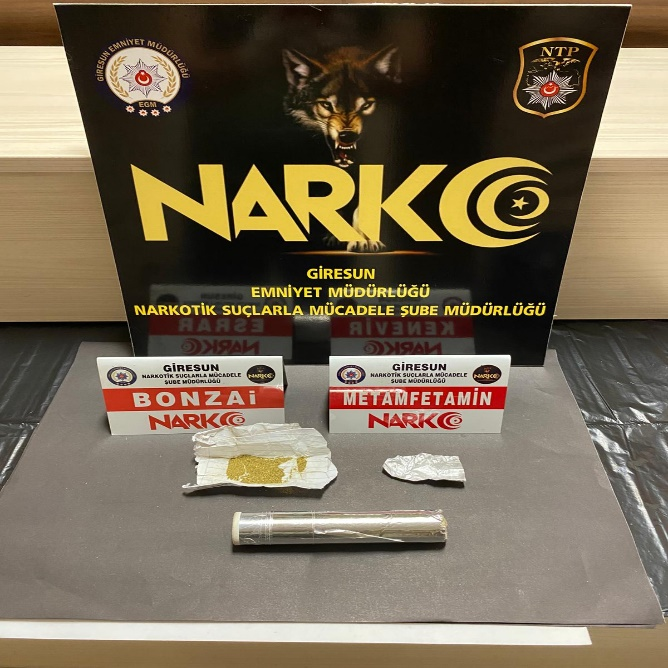 GİRESUN EMNİYET MÜDÜRLÜĞÜ
EGM
NTP
NARKO
GİRESUN
EMNİYET MÜDÜRLÜĞÜ
NARKOTİK SUÇLARLA MÜCADELE ŞUBE MÜDÜRLÜĞÜ
ESRAR
NARKO
KENEVİR
NARKO
GİRESUN
NARKOTİK SUÇLARLA MÜCADELE
ŞUBE MÜDÜRLÜĞÜ
BONZAİ
NARKO
GİRESUN
NARKOTİK SUÇLARLA MÜCADELE
ŞUBE MÜDÜRLÜĞÜ
METAMFETAMİN
NARKO